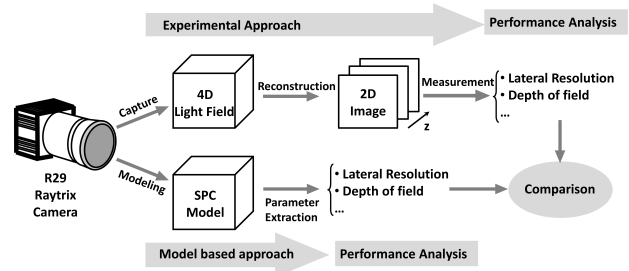 Experimental Approach
Performance Analysis
Capture
4D
Light Field
Reconstruction
2D
Image
z
Measurement
• Lateral Resolution
• Depth of field
...
R29
Raytrix
Camera
Modeling
SPC
Model
Parameter
Extraction
• Lateral Resolution
• Depth of field
...
Comparison
Model based approach
Performance Analysis